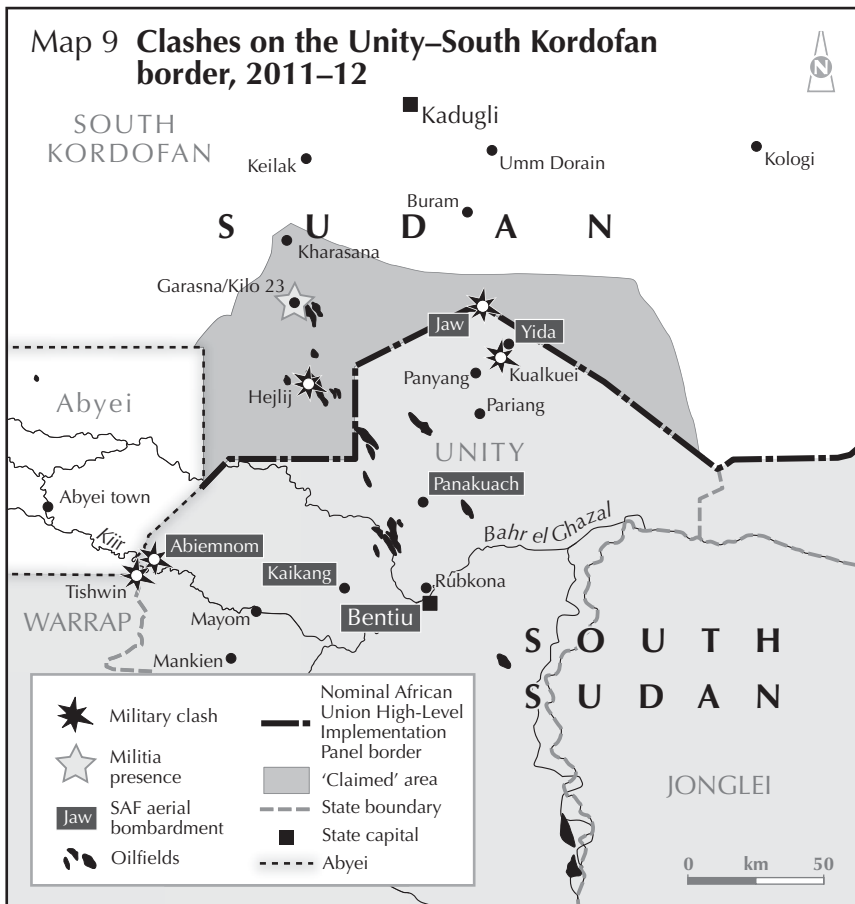 Map 9 Clashes on the Unity–South Kordofan
border, 2011–12
N
SOUTH
KORDOFAN
Kadugli
Keilak
Umm Dorain
Kologi
Buram
SUDAN
Kharasana
Garasna/Kilo 23
Jaw
Yida
Kualkuei
Hejlij
Panyang
Pariang
Abyei
UNITY
Panakuach
Abyei town
Kiir
Bahr el Ghazal
Abiemnom
Kaikang
Rubkona
Tishwin
WARRAP
Mayom
Bentiu
Mankien
SOUTH
SUDAN
JONGLEI
Military clash
Militia
presence
Jaw
SAF aerial
bombardment
Oilfields
Nominal African
Union High-Level
Implementation
Panel border
‘Claimed’ area
State boundary
State capital
Abyei
0 km 50